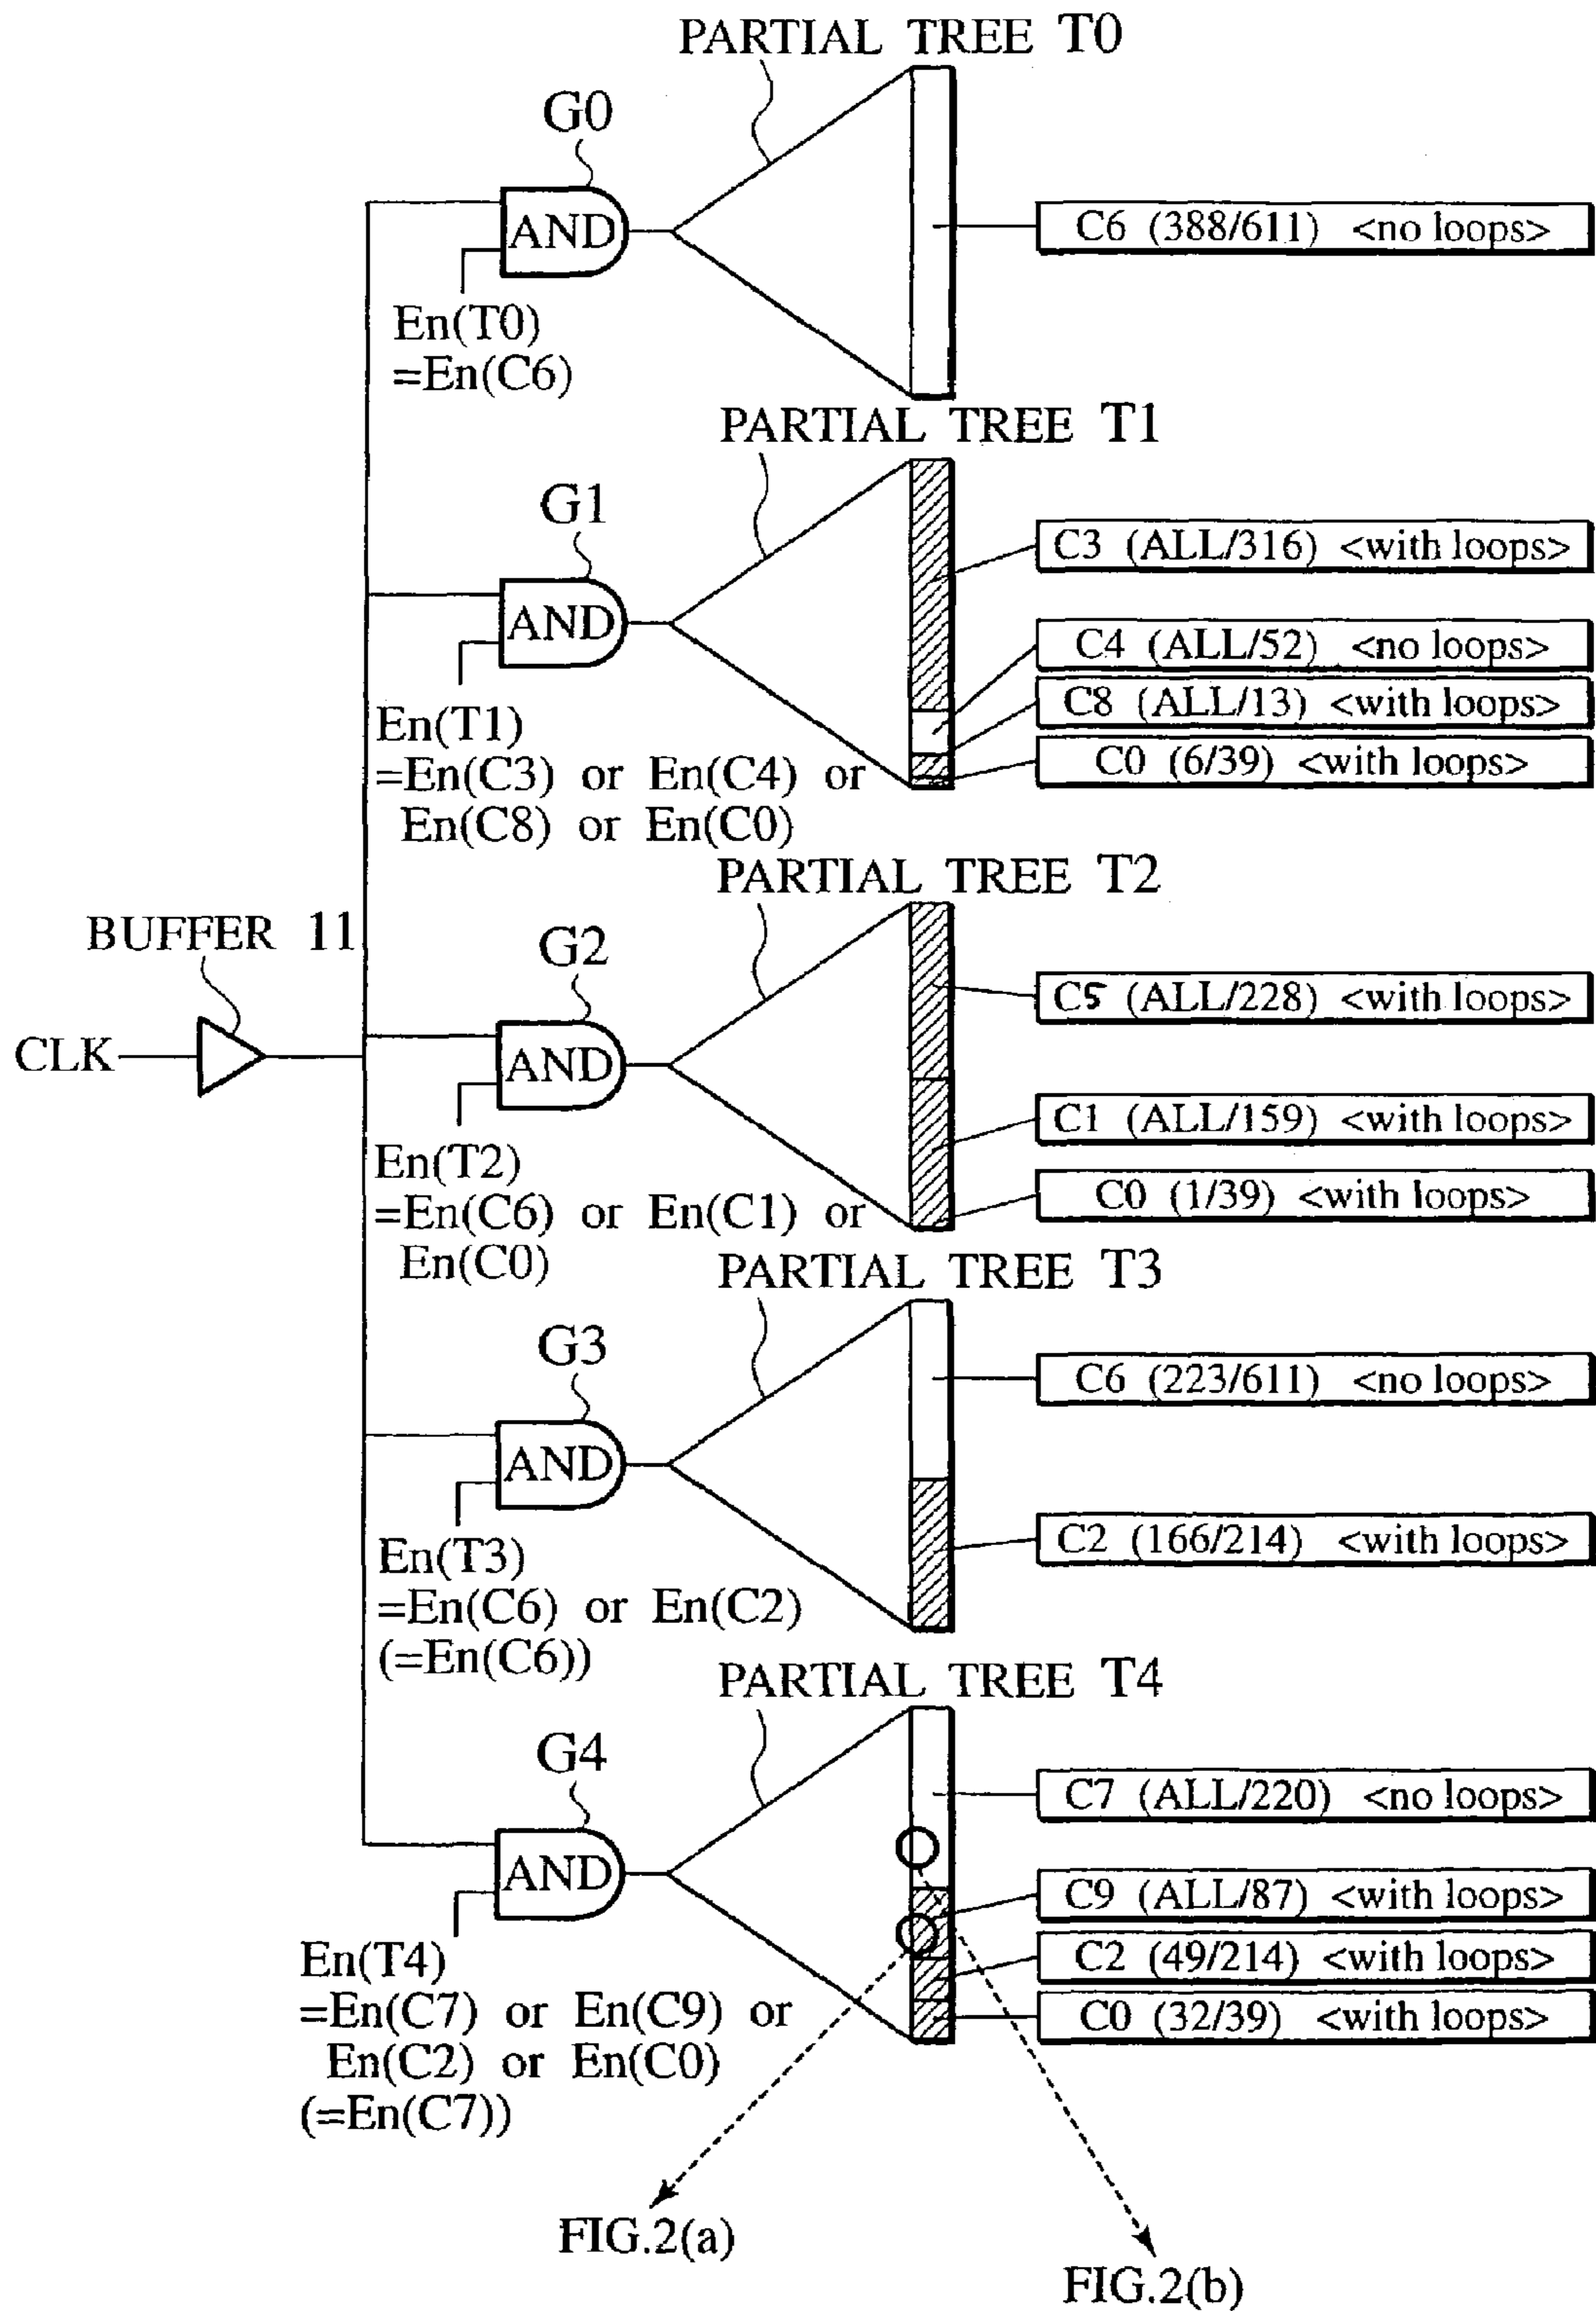 PARTIAL TREE T0
G0
AND
C6 (388/611) <no loops>
En(T0)
=En(C6)
PARTIAL TREE T1
G1
AND
C3 (ALL/316) <with loops>
C4 (ALL/52) <no loops>
C8 (ALL/13) <with loops>
C0 (6/39) <with loops>
En(T1)
=En(C3) or En(C4) or
En(C8) or En(C0)
PARTIAL TREE T2
BUFFER 11
G2
CLK
AND
C5 (ALL/228) <with loops>
C1 (ALL/159) <with loops>
C0 (1/39) <with loops>
En(T2)
=En(C6) or En(C1) or
En(C0)
PARTIAL TREE T3
G3
AND
C6 (223/611) <no loops>
C2 (166/214) <with loops>
En(T3)
=En(C6) or En(C2)
(=En(C6))
PARTIAL TREE T4
G4
AND
C7 (ALL/220) <no loops>
C9 (ALL/87) <with loops>
C2 (49/214) <with loops>
C0 (32/39) <with loops>
En(T4)
=En(C7) or En(C9) or
En(C2) or En(C0)
(=En(C7))
FIG.2(a)
FIG.2(b)